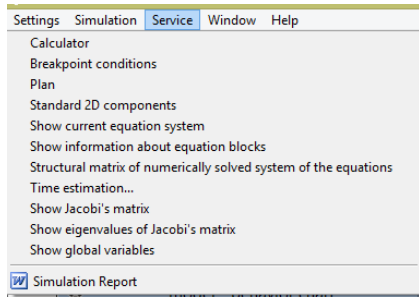 Settings Simulation Service Window Help
Calculator
Breakpoint conditions
Plan
Standard 2D components
Show current equation system
Show information about equation blocks
Structural matrix of numerically solved system of the equations
Time estimation...
Show Jacobi's matrix
Show eigenvalues of Jacobi's matrix
Show global variables
Simulation Report